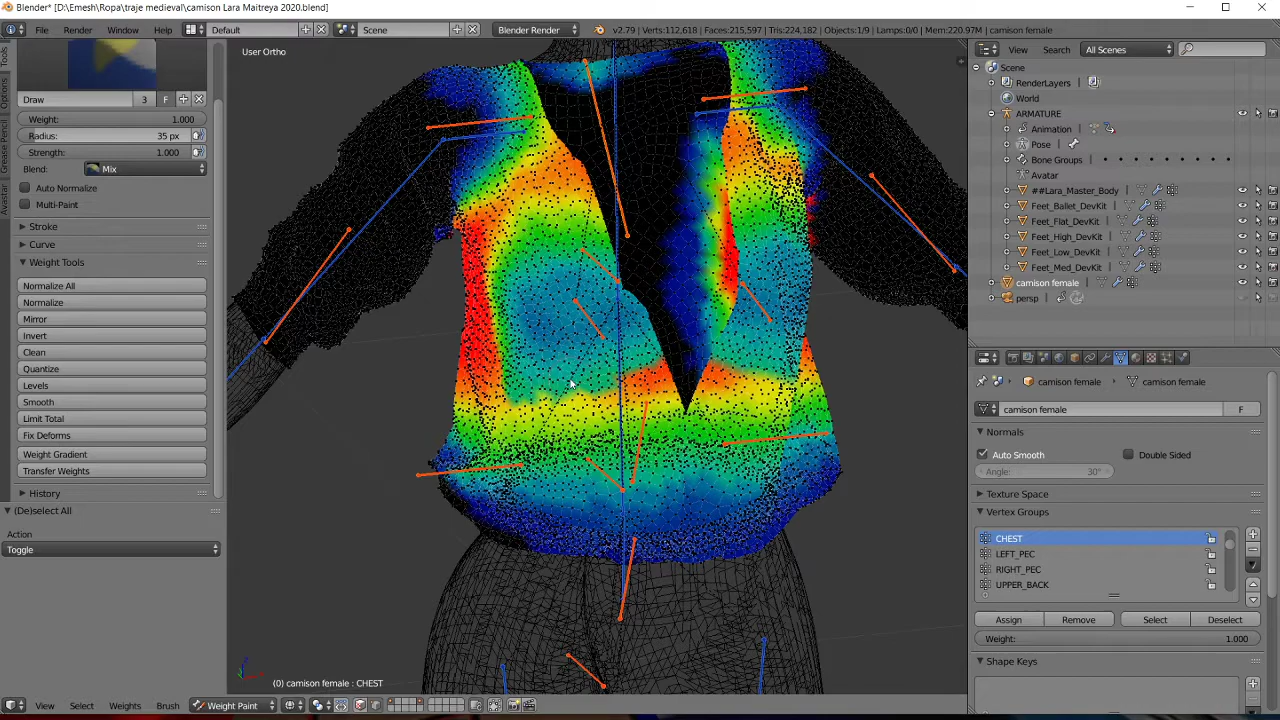 Blender* [D:\Emesh\Ropa\traje medieval\camison Lara Maitreya 2020.blend]
File Render Window Help Default Scene Blender Render v2.79 | Verts:112,618 | Faces:215,597 | Tris:224,182 | Objects:1/9 | Lamps:0/0 | Mem:220.97M | camison female
User Ortho
View Search All Scenes
Tools
Options
Grease Pencil
Avastar
Draw 3 F
Weight: 1.000
Radius: 35 px
Strength: 1.000
Blend: Mix
Auto Normalize
Multi-Paint
Stroke
Curve
Weight Tools
Normalize All
Normalize
Mirror
Invert
Clean
Quantize
Levels
Smooth
Limit Total
Fix Deforms
Weight Gradient
Transfer Weights
History
(De)select All
Action
Toggle
Scene
RenderLayers
World
ARMATURE
Animation
Pose
Bone Groups
Avatar
##Lara_Master_Body
Feet_Ballet_DevKit
Feet_Flat_DevKit
Feet_High_DevKit
Feet_Low_DevKit
Feet_Med_DevKit
camison female
persp
camison female camison female
camison female F
Normals
Auto Smooth Double Sided
Angle: 30°
Texture Space
Vertex Groups
CHEST
LEFT_PEC
RIGHT_PEC
UPPER_BACK
Assign Remove Select Deselect
Weight: 1.000
Shape Keys
(0) camison female : CHEST
View Select Weights Brush Weight Paint